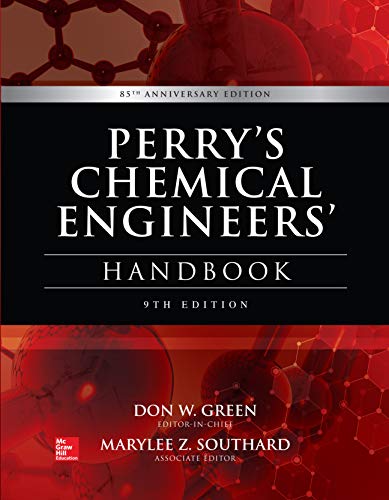 85TH ANNIVERSARY EDITION
PERRY'S
CHEMICAL
ENGINEERS'
HANDBOOK
9TH EDITION
DON W. GREEN
EDITOR-IN-CHIEF
MARYLEE Z. SOUTHARD
ASSOCIATE EDITOR
Mc
Graw
Hill
Education